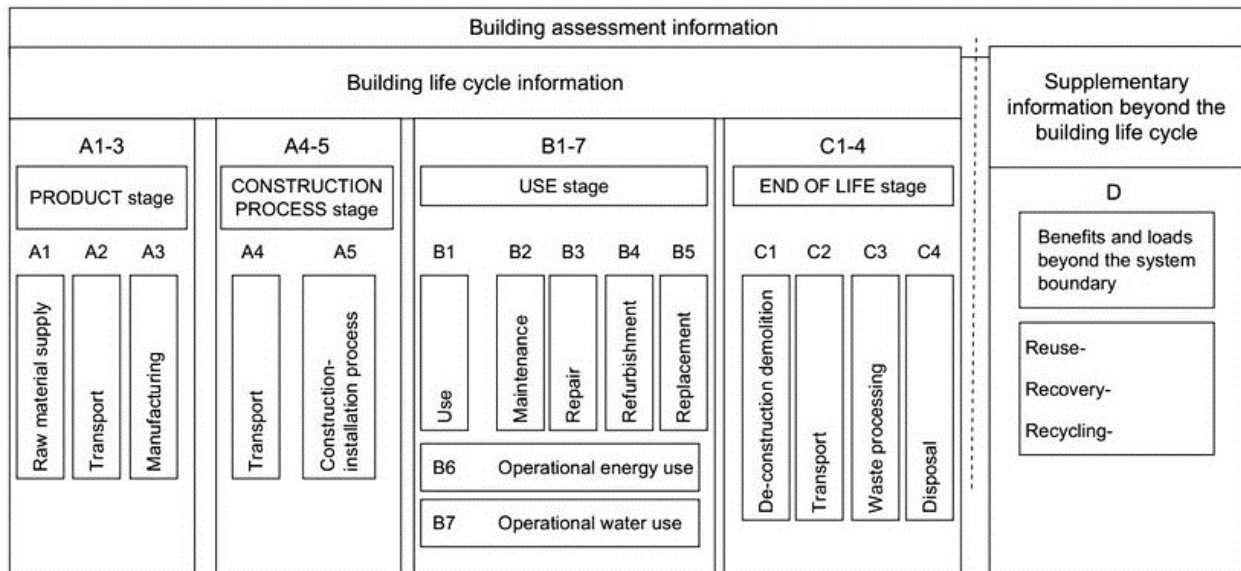 Building assessment information
Building life cycle information
Supplementary
information beyond the
building life cycle
A1-3
A4-5
B1-7
C1-4
D
PRODUCT stage
CONSTRUCTION
PROCESS stage
USE stage
END OF LIFE stage
Benefits and loads
beyond the system
boundary
A1
A2
A3
A4
A5
B1
B2
B3
B4
B5
C1
C2
C3
C4
Raw material supply
Transport
Manufacturing
Transport
Construction-
installation process
Use
Maintenance
Repair
Refurbishment
Replacement
B6 Operational energy use
B7 Operational water use
De-construction demolition
Transport
Waste processing
Disposal
Reuse-
Recovery-
Recycling-